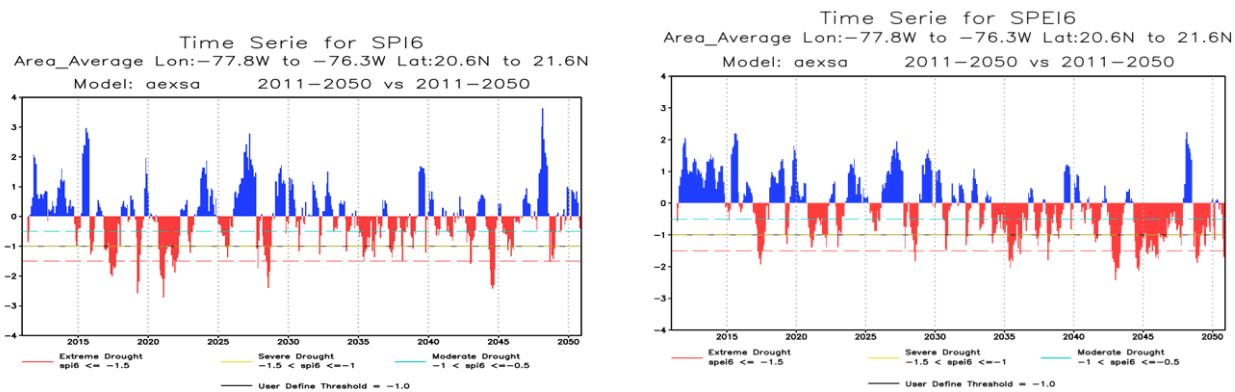 Time Serie for SPI6
Area_Average Lon:-77.8W to -76.3W Lat:20.6N to 21.6N
Model: aexsa 2011-2050 vs 2011-2050
4
3
2
1
0
-1
-2
-3
-4
2015 2020 2025 2030 2035 2040 2045 2050
Extreme Drought
spi6 <= -1.5
Severe Drought
-1.5 < spi6 <=-1
Moderate Drought
-1 < spi6 <=-0.5
User Define Threshold = -1.0
Time Serie for SPEI6
Area_Average Lon:-77.8W to -76.3W Lat:20.6N to 21.6N
Model: aexsa 2011-2050 vs 2011-2050
4
3
2
1
0
-1
-2
-3
-4
2015 2020 2025 2030 2035 2040 2045 2050
Extreme Drought
spei6 <= -1.5
Severe Drought
-1.5 < spei6 <=-1
Moderate Drought
-1 < spei6 <=-0.5
User Define Threshold = -1.0